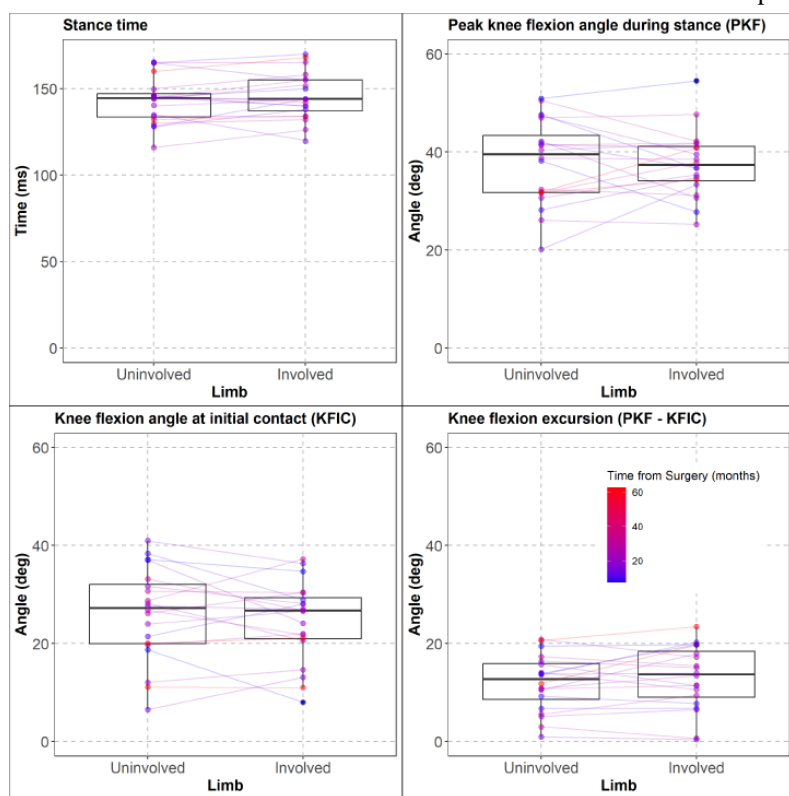 Stance time
Time (ms)
150
100
50
0
Uninvolved
Involved
Limb
Peak knee flexion angle during stance (PKF)
Angle (deg)
60
40
20
0
Uninvolved
Involved
Limb
Knee flexion angle at initial contact (KFIC)
Angle (deg)
60
40
20
0
Uninvolved
Involved
Limb
Knee flexion excursion (PKF - KFIC)
Angle (deg)
60
40
20
0
Time from Surgery (months)
60
40
20
Uninvolved
Involved
Limb